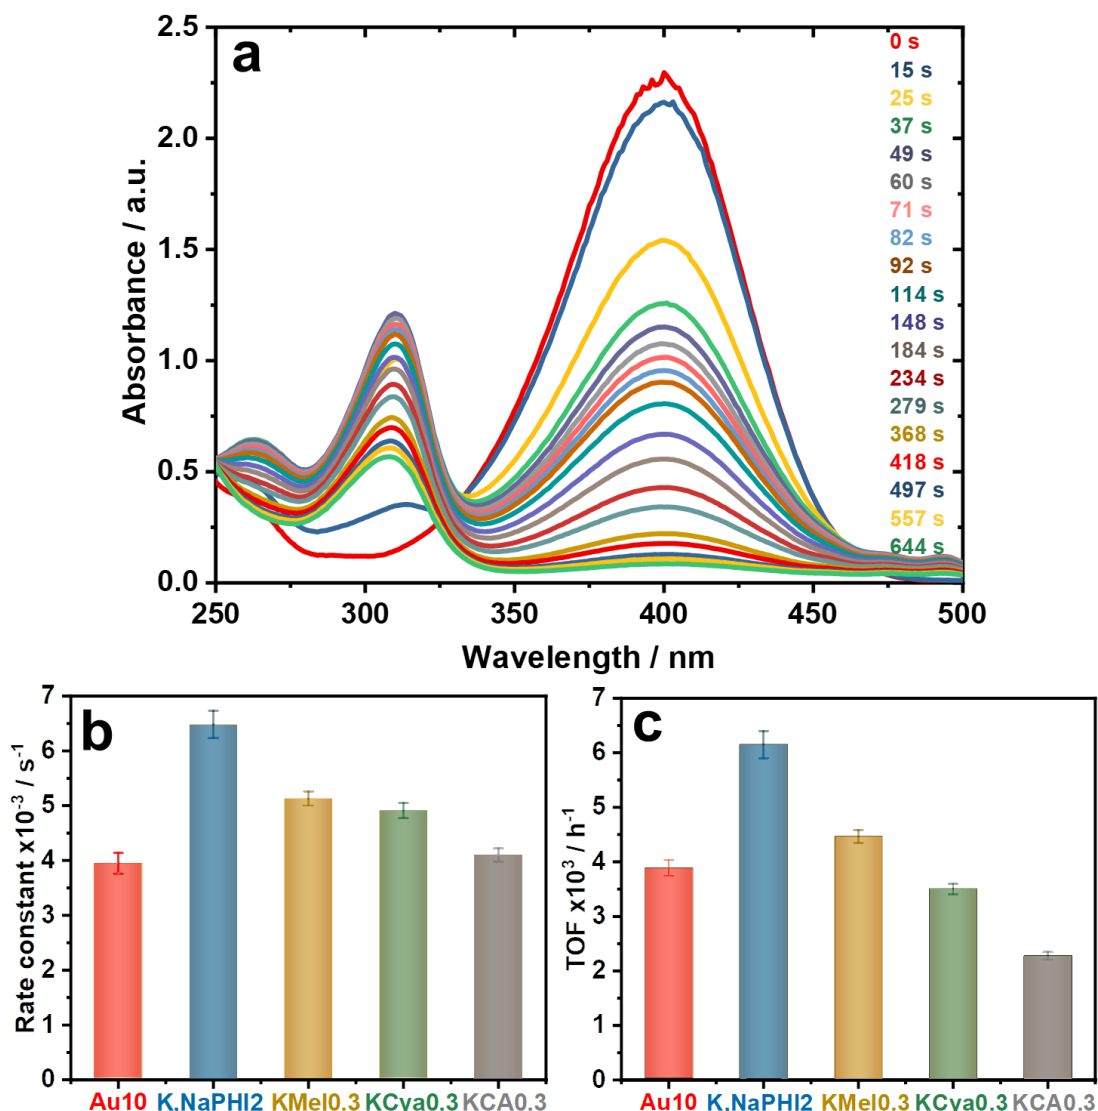 a
2.5
2.0
1.5
1.0
0.5
0.0
Absorbance / a.u.
0 s
15 s
25 s
37 s
49 s
60 s
71 s
82 s
92 s
114 s
148 s
184 s
234 s
279 s
368 s
418 s
497 s
557 s
644 s
250 300 350 400 450 500
Wavelength / nm
b
7
6
5
4
3
2
1
0
Rate constant x10⁻³ / s⁻¹
Au10 K.NaPHI2 KMel0.3 KCya0.3 KCA0.3
c
7
6
5
4
3
2
1
0
TOF x10³ / h⁻¹
Au10 K.NaPHI2 KMel0.3 KCya0.3 KCA0.3